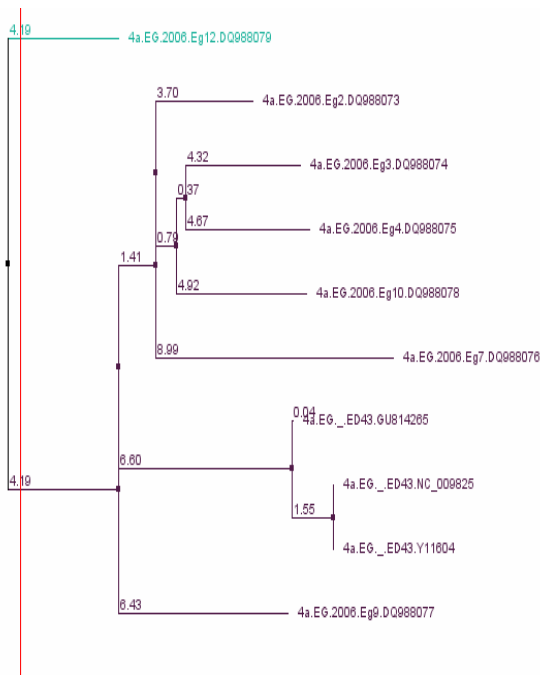 4.19
4a.EG.2006.Eg12.DQ988079
3.70
4a.EG.2006.Eg2.DQ988073
4.32
4a.EG.2006.Eg3.DQ988074
0.37
4.67
4a.EG.2006.Eg4.DQ988075
0.79
1.41
4.92
4a.EG.2006.Eg10.DQ988078
8.99
4a.EG.2006.Eg7.DQ988076
0.04
4a.EG._.ED43.GU814265
6.60
4a.EG._.ED43.NC_009825
4.19
1.55
4a.EG._.ED43.Y11604
6.43
4a.EG.2006.Eg9.DQ988077